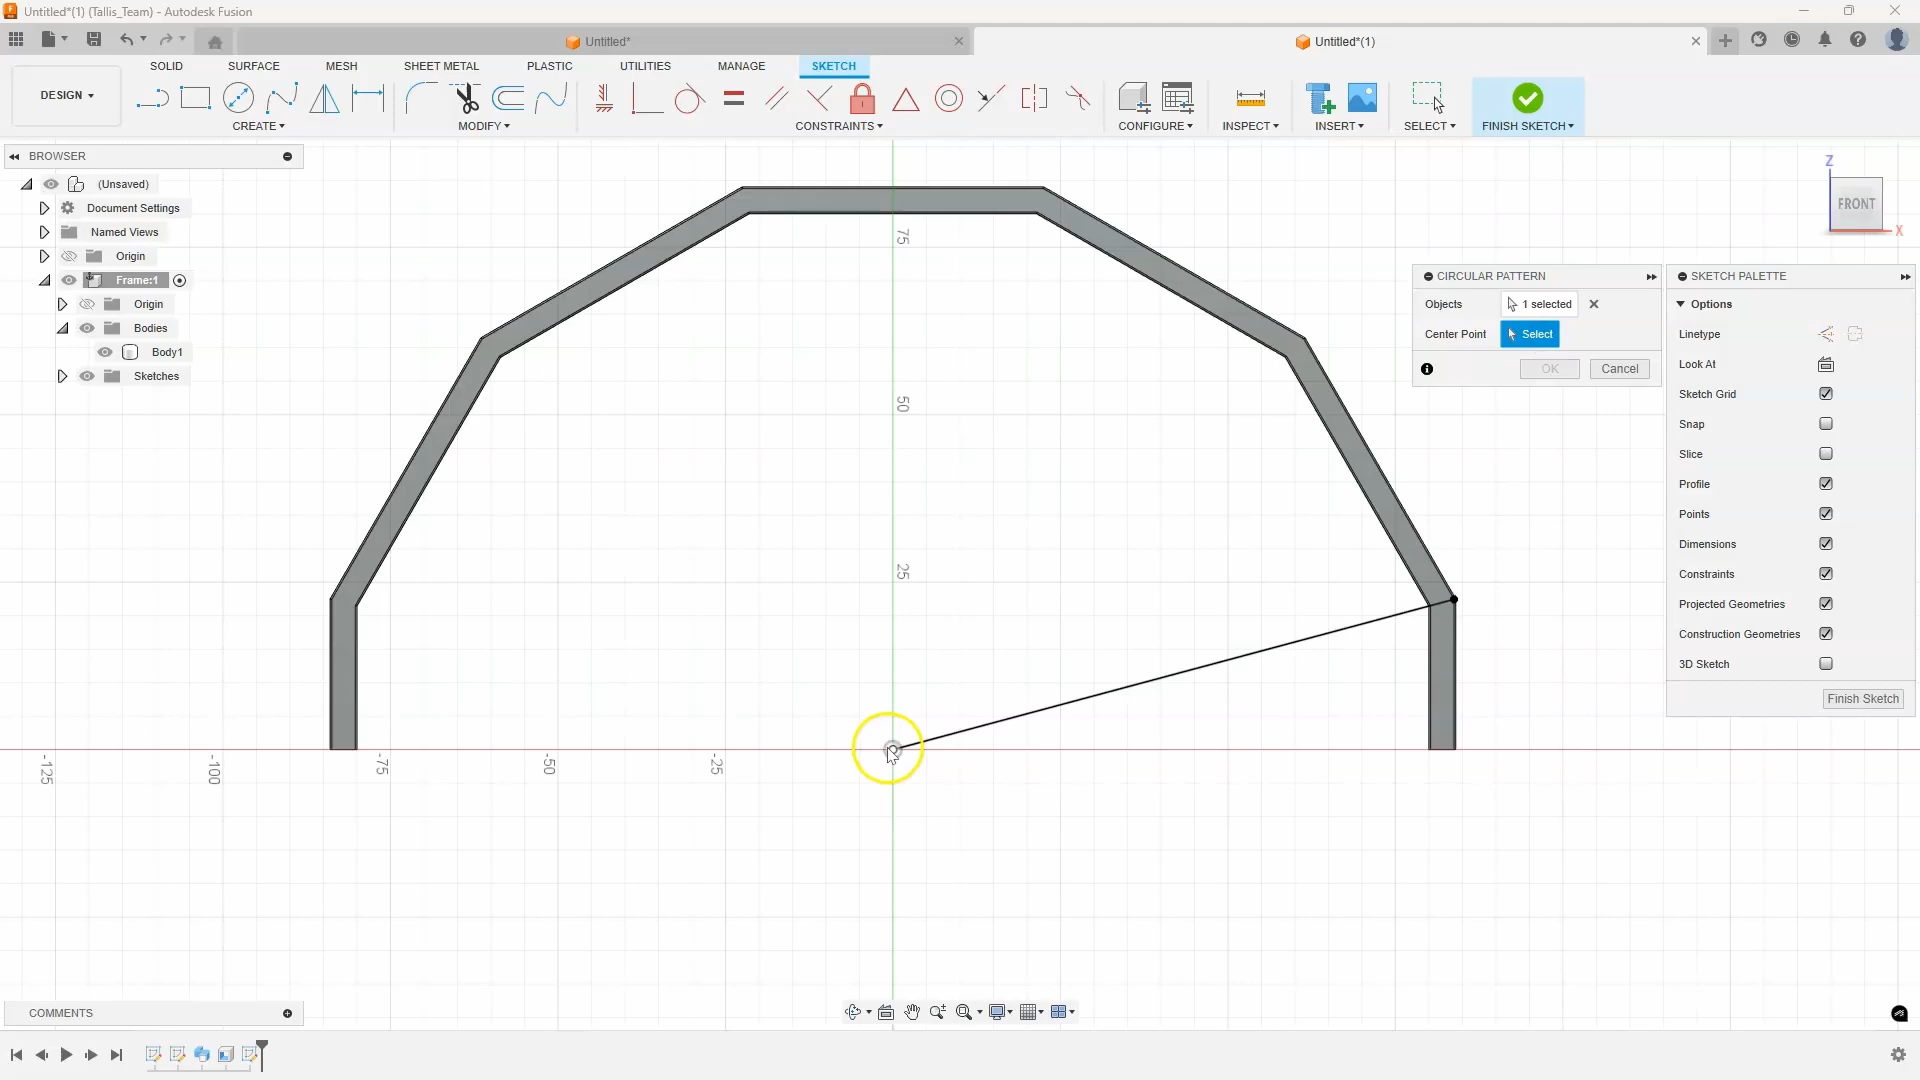 Untitled*(1) (Tallis_Team) - Autodesk Fusion
Untitled*
Untitled*(1)
DESIGN
SOLID SURFACE MESH SHEET METAL PLASTIC UTILITIES MANAGE SKETCH
CREATE MODIFY CONSTRAINTS CONFIGURE INSPECT INSERT SELECT FINISH SKETCH
BROWSER
(Unsaved)
Document Settings
Named Views
Origin
Frame:1
Origin
Bodies
Body1
Sketches
Z
FRONT
X
CIRCULAR PATTERN
Objects 1 selected
Center Point Select
OK Cancel
SKETCH PALETTE
Options
Linetype
Look At
Sketch Grid
Snap
Slice
Profile
Points
Dimensions
Constraints
Projected Geometries
Construction Geometries
3D Sketch
Finish Sketch
75
50
25
-125
-100
-75
-50
-25
COMMENTS